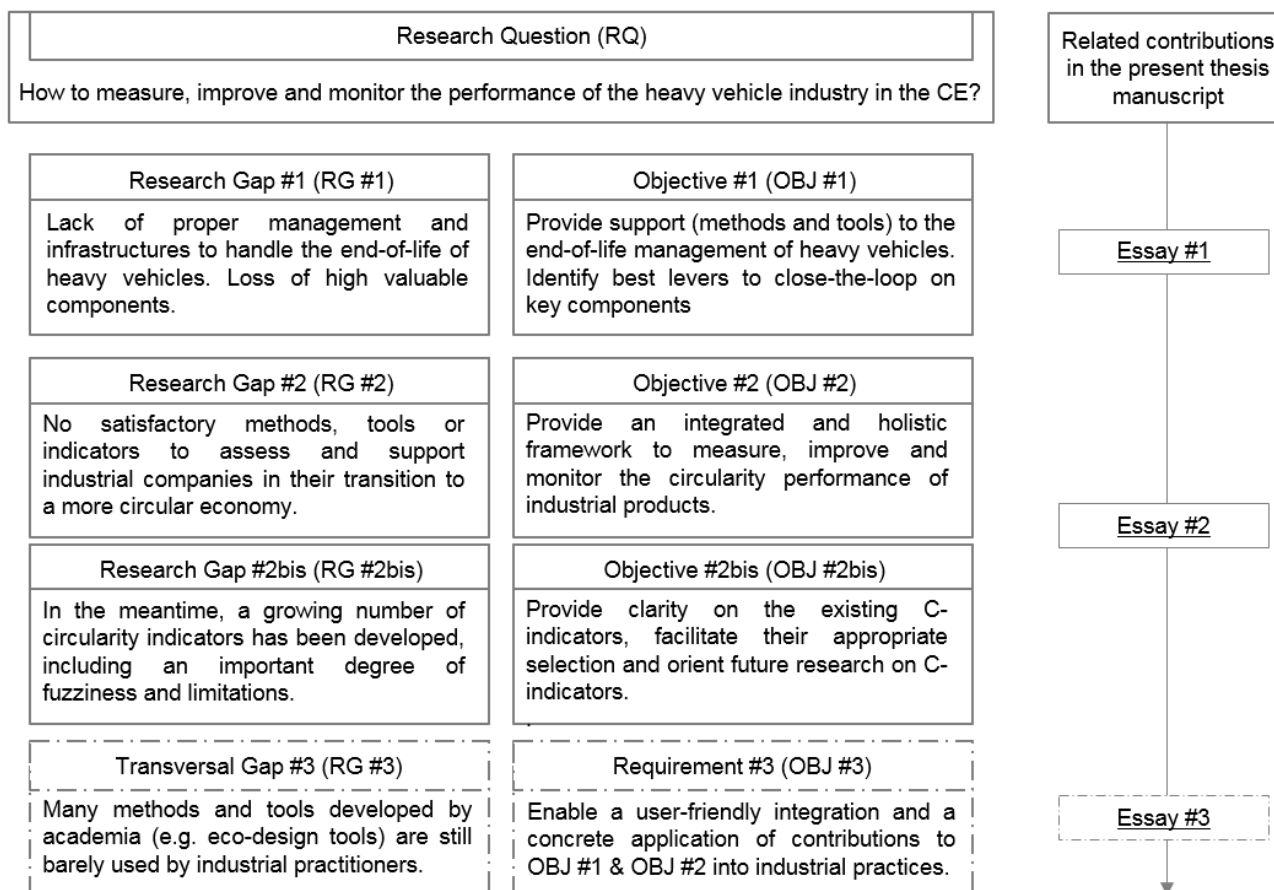 Research Question (RQ)
How to measure, improve and monitor the performance of the heavy vehicle industry in the CE?
Related contributions
in the present thesis
manuscript
Research Gap #1 (RG #1)
Lack of proper management and
infrastructures to handle the end-of-life of
heavy vehicles. Loss of high valuable
components.
Objective #1 (OBJ #1)
Provide support (methods and tools) to the
end-of-life management of heavy vehicles.
Identify best levers to close-the-loop on
key components
Essay #1
Research Gap #2 (RG #2)
No satisfactory methods, tools or
indicators to assess and support
industrial companies in their transition to
a more circular economy.
Objective #2 (OBJ #2)
Provide an integrated and holistic
framework to measure, improve and
monitor the circularity performance of
industrial products.
Essay #2
Research Gap #2bis (RG #2bis)
In the meantime, a growing number of
circularity indicators has been developed,
including an important degree of
fuzziness and limitations.
Objective #2bis (OBJ #2bis)
Provide clarity on the existing C-
indicators, facilitate their appropriate
selection and orient future research on C-
indicators.
.
Transversal Gap #3 (RG #3)
Many methods and tools developed by
academia (e.g. eco-design tools) are still
barely used by industrial practitioners.
Requirement #3 (OBJ #3)
Enable a user-friendly integration and a
concrete application of contributions to
OBJ #1 & OBJ #2 into industrial practices.
Essay #3